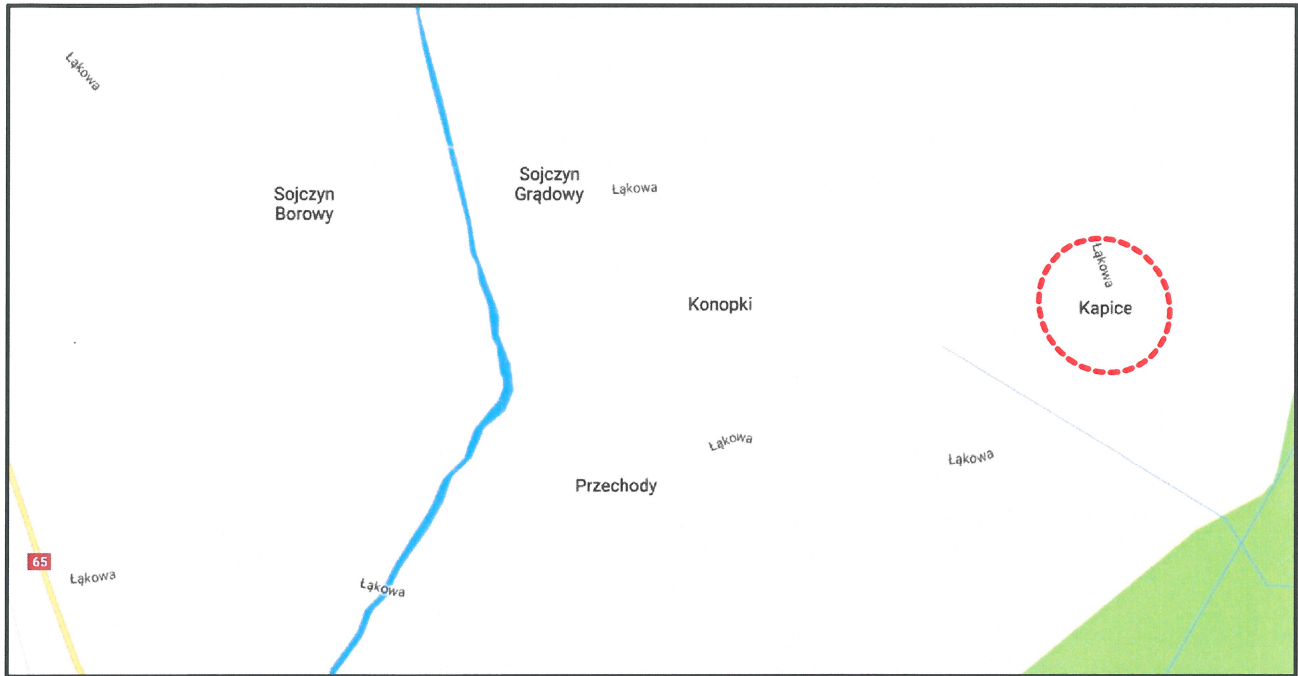 Łąkowa
Sojczyn
Borowy
Sojczyn
Grądowy
Łąkowa
Łąkowa
Kapice
Konopki
Łąkowa
Łąkowa
Przechody
65
Łąkowa
Łąkowa